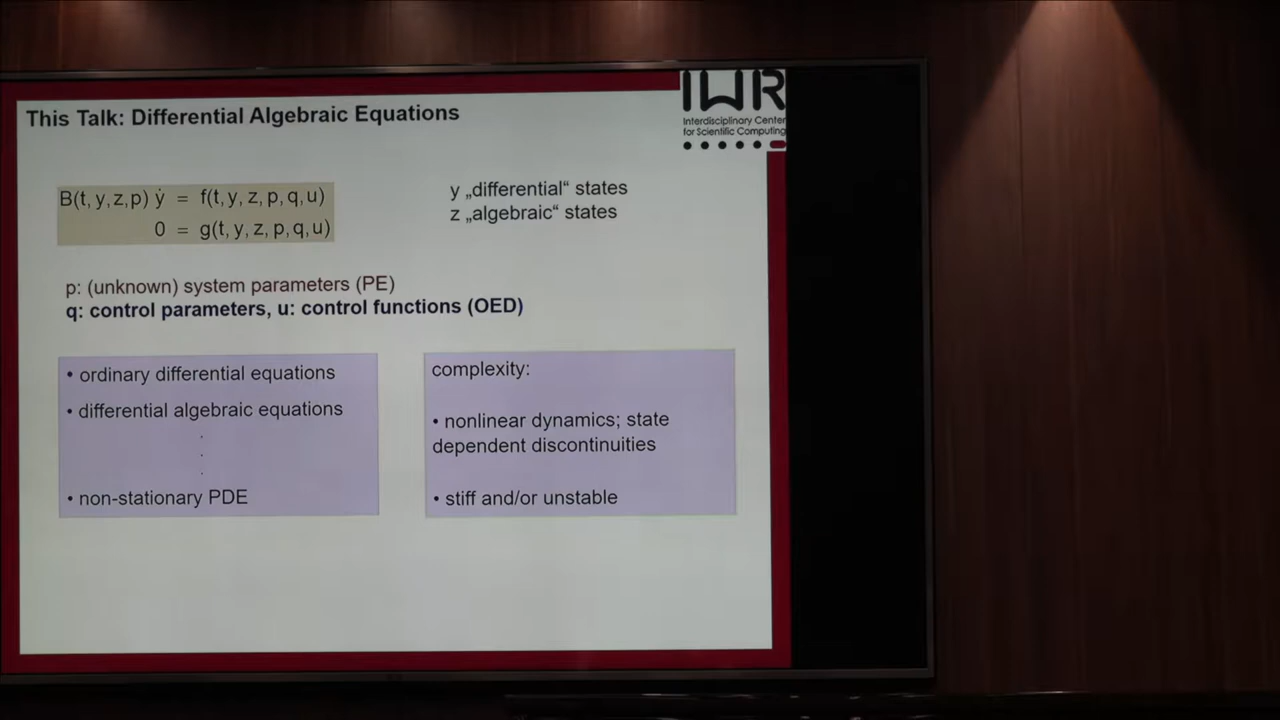 IWR
Interdisciplinary Center
for Scientific Computing
This Talk: Differential Algebraic Equations
B(t, y,z,p) ẏ = f(t, y, z, p, q, u)
0 = g(t, y, z, p, q, u)
y „differential“ states
z „algebraic“ states
p: (unknown) system parameters (PE)
q: control parameters, u: control functions (OED)
• ordinary differential equations
• differential algebraic equations
.
.
.
• non-stationary PDE
complexity:
• nonlinear dynamics; state
dependent discontinuities
• stiff and/or unstable